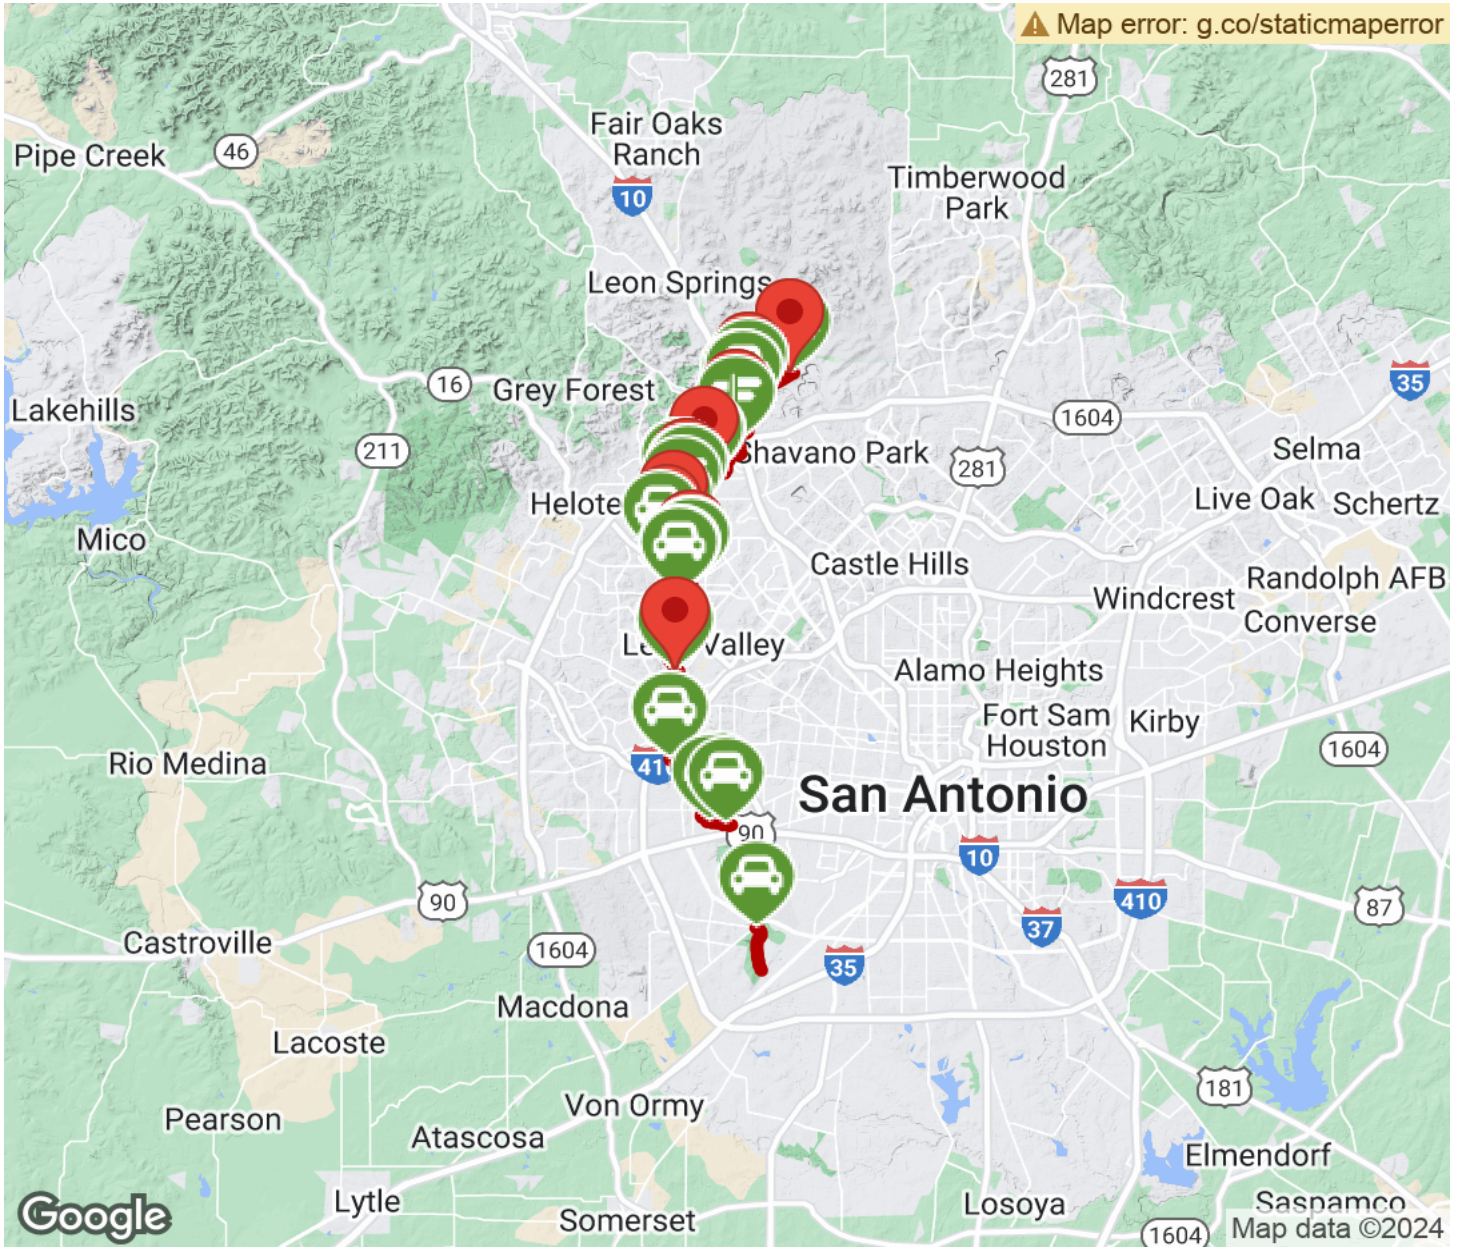 Map error: g.co/staticmaperror
281
Fair Oaks
Ranch
Pipe Creek
46
10
Timberwood
Park
Leon Springs
16
Grey Forest
35
Lakehills
1604
211
Shavano Park
281
Selma
Helote
Live Oak
Schertz
Mico
Castle Hills
Randolph AFB
Windcrest
Converse
Valley
Alamo Heights
Fort Sam
Houston
Kirby
1604
Rio Medina
San Antonio
90
10
90
410
87
37
Castroville
1604
35
Macdona
Lacoste
181
Von Ormy
Pearson
Atascosa
Elmendorf
Lytle
Losoya
Saspamco
Somerset
Google
1604
Map data ©2024